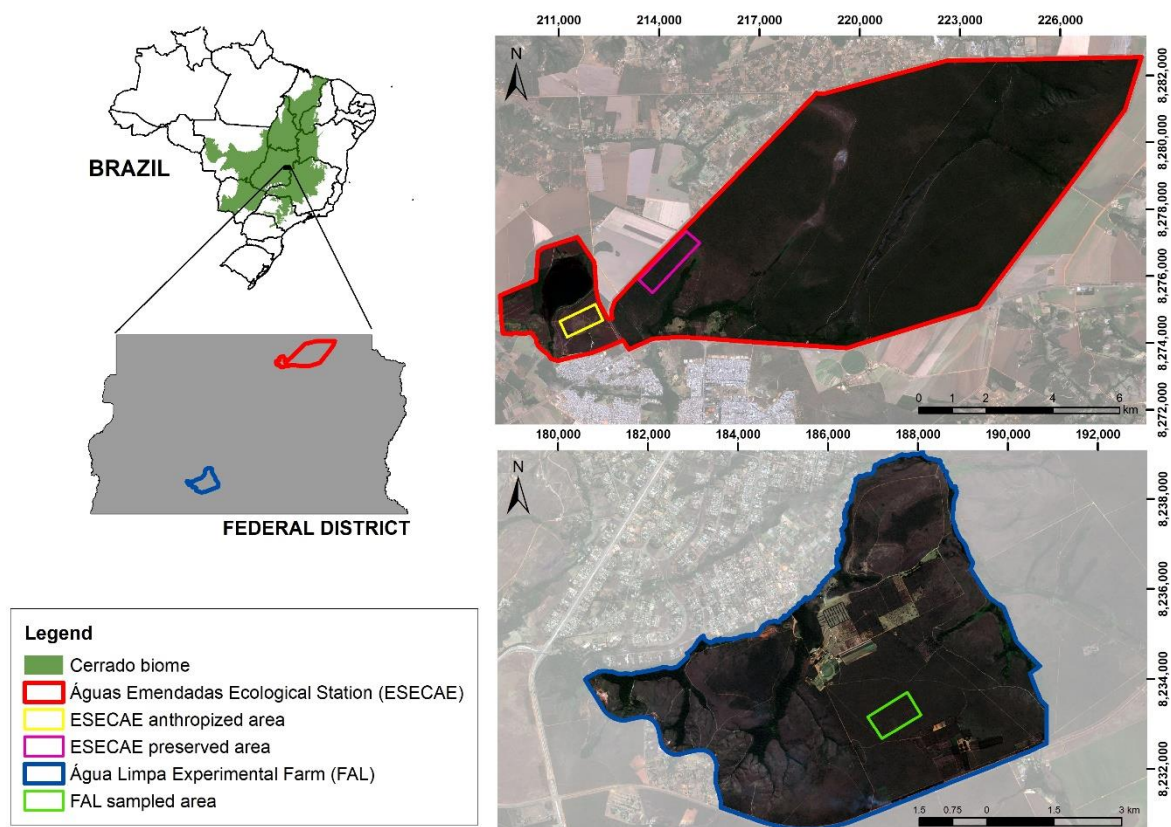 BRAZIL
FEDERAL DISTRICT
Legend
Cerrado biome
Águas Emendadas Ecological Station (ESECAE)
ESECAE anthropized area
ESECAE preserved area
Água Limpa Experimental Farm (FAL)
FAL sampled area
211,000 214,000 217,000 220,000 223,000 226,000
N
8,282,000
8,280,000
8,278,000
8,276,000
8,274,000
8,272,000
0 1 2 4 6
km
180,000 182,000 184,000 186,000 188,000 190,000 192,000
N
8,238,000
8,236,000
8,234,000
8,232,000
1.5 0.75 0 1.5 3 km